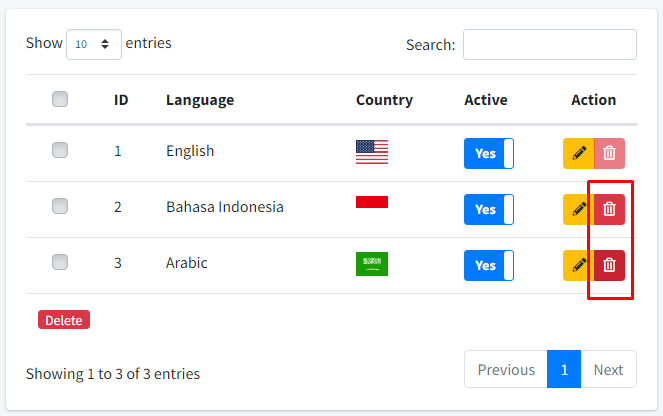 Show 10 entries Search:
ID Language Country Active Action
1 English Yes
2 Bahasa Indonesia Yes
3 Arabic Yes
Delete
Showing 1 to 3 of 3 entries Previous 1 Next